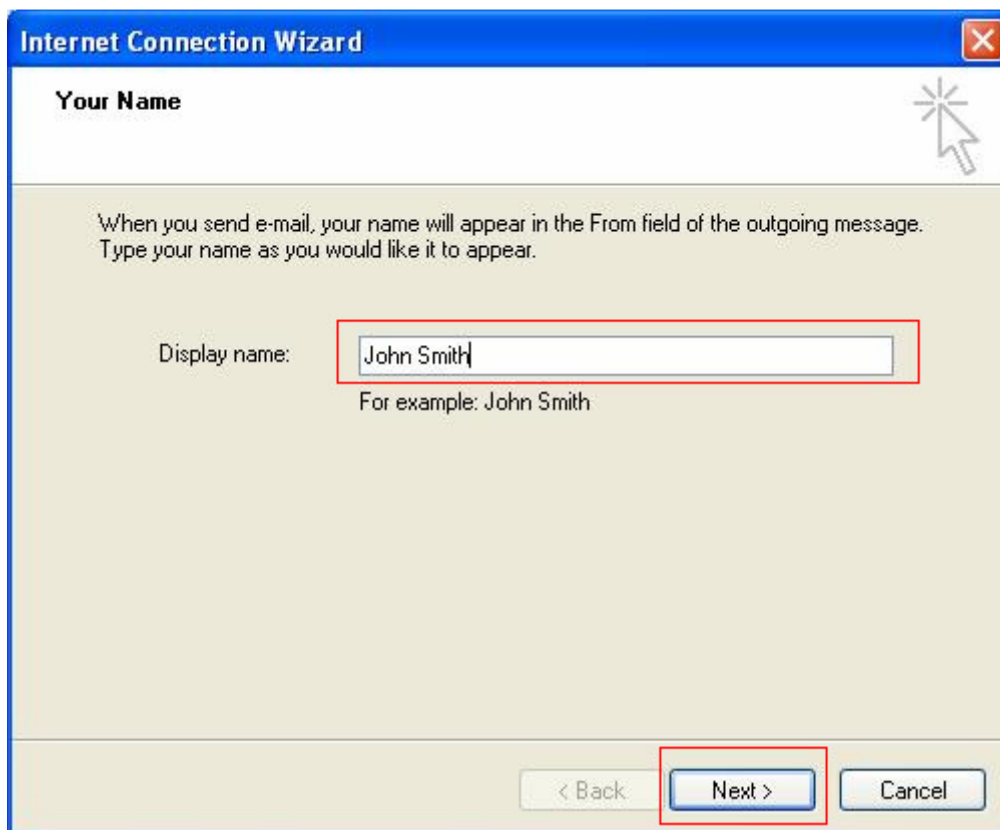 Internet Connection Wizard
Your Name
When you send e-mail, your name will appear in the From field of the outgoing message.
Type your name as you would like it to appear.
Display name: John Smith
For example: John Smith
< Back Next > Cancel